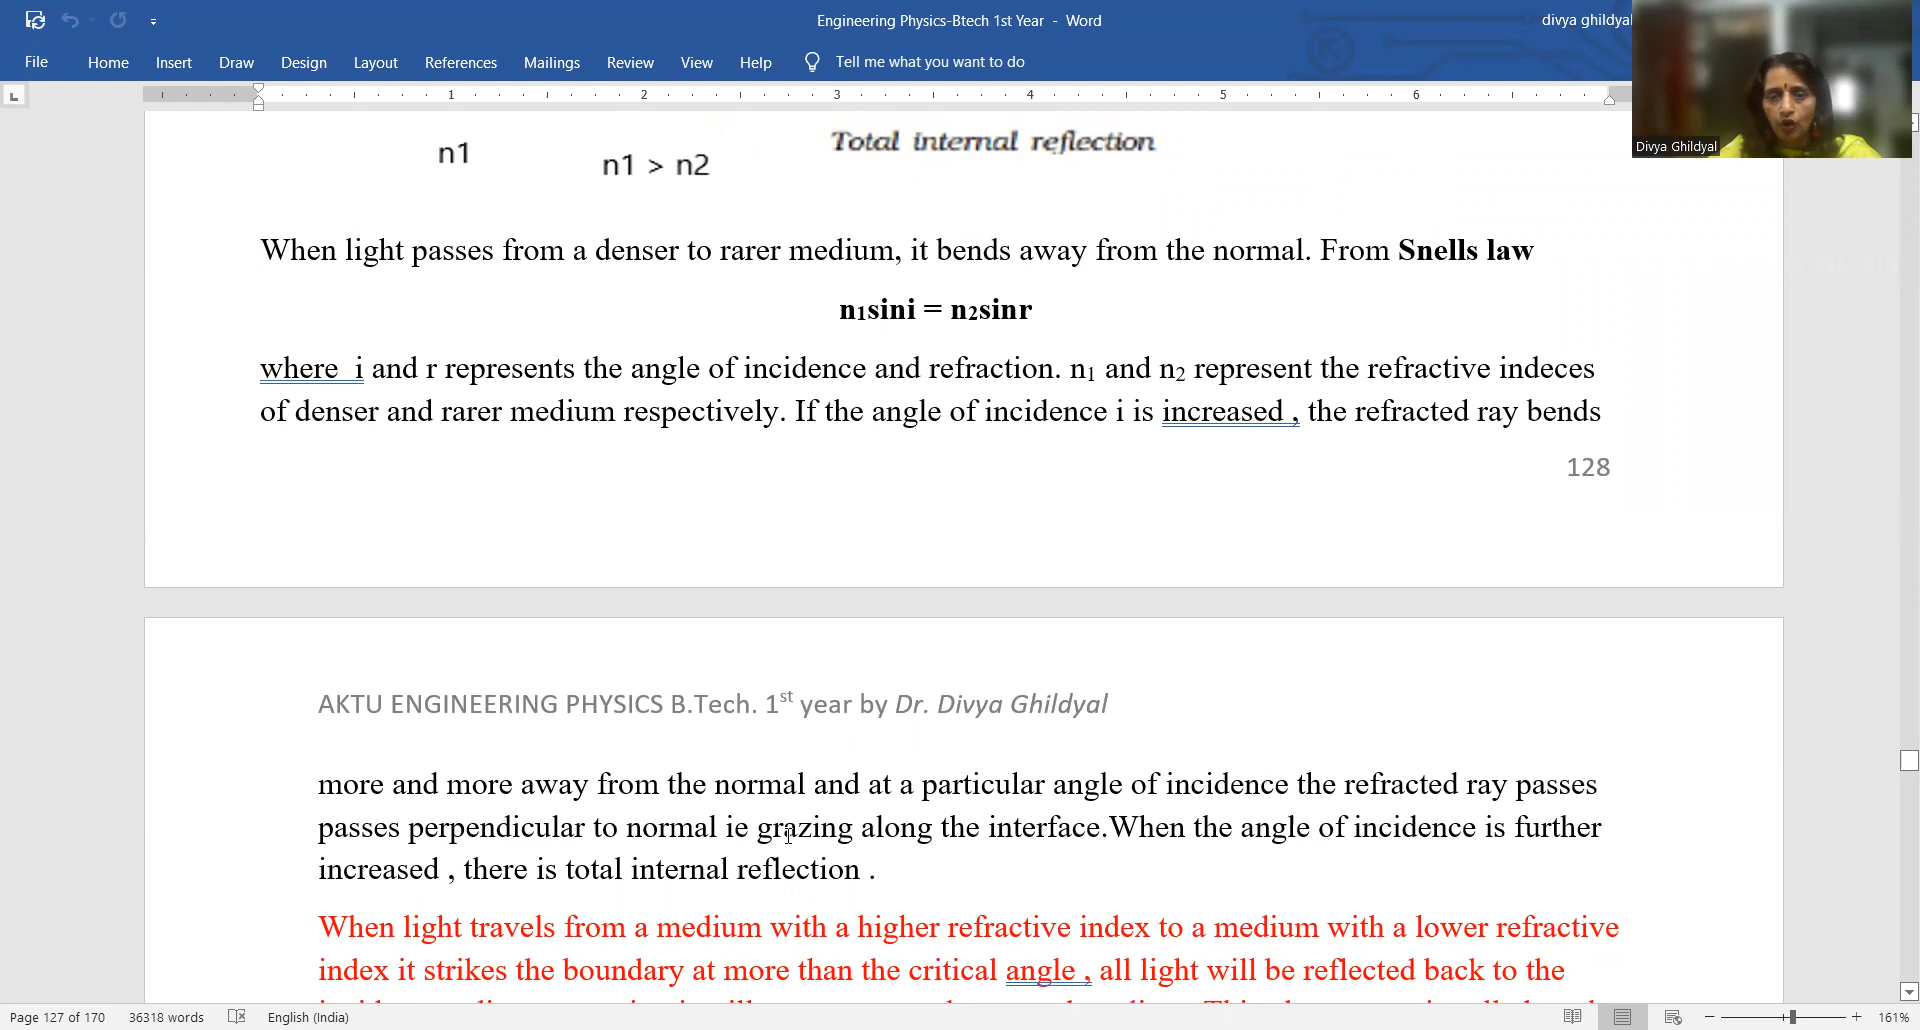 Engineering Physics-Btech 1st Year - Word
divya ghildyal
File Home Insert Draw Design Layout References Mailings Review View Help Tell me what you want to do
1 2 3 4 5 6
Divya Ghildyal
Total internal reflection
n1
n1 > n2
When light passes from a denser to rarer medium, it bends away from the normal. From Snells law
n1sini = n2sinr
where i and r represents the angle of incidence and refraction. n1 and n2 represent the refractive indeces
of denser and rarer medium respectively. If the angle of incidence i is increased , the refracted ray bends
128
AKTU ENGINEERING PHYSICS B.Tech. 1st year by Dr. Divya Ghildyal
more and more away from the normal and at a particular angle of incidence the refracted ray passes
passes perpendicular to normal ie grazing along the interface.When the angle of incidence is further
increased , there is total internal reflection .
When light travels from a medium with a higher refractive index to a medium with a lower refractive
index it strikes the boundary at more than the critical angle , all light will be reflected back to the
Page 127 of 170 36318 words English (India) 161%